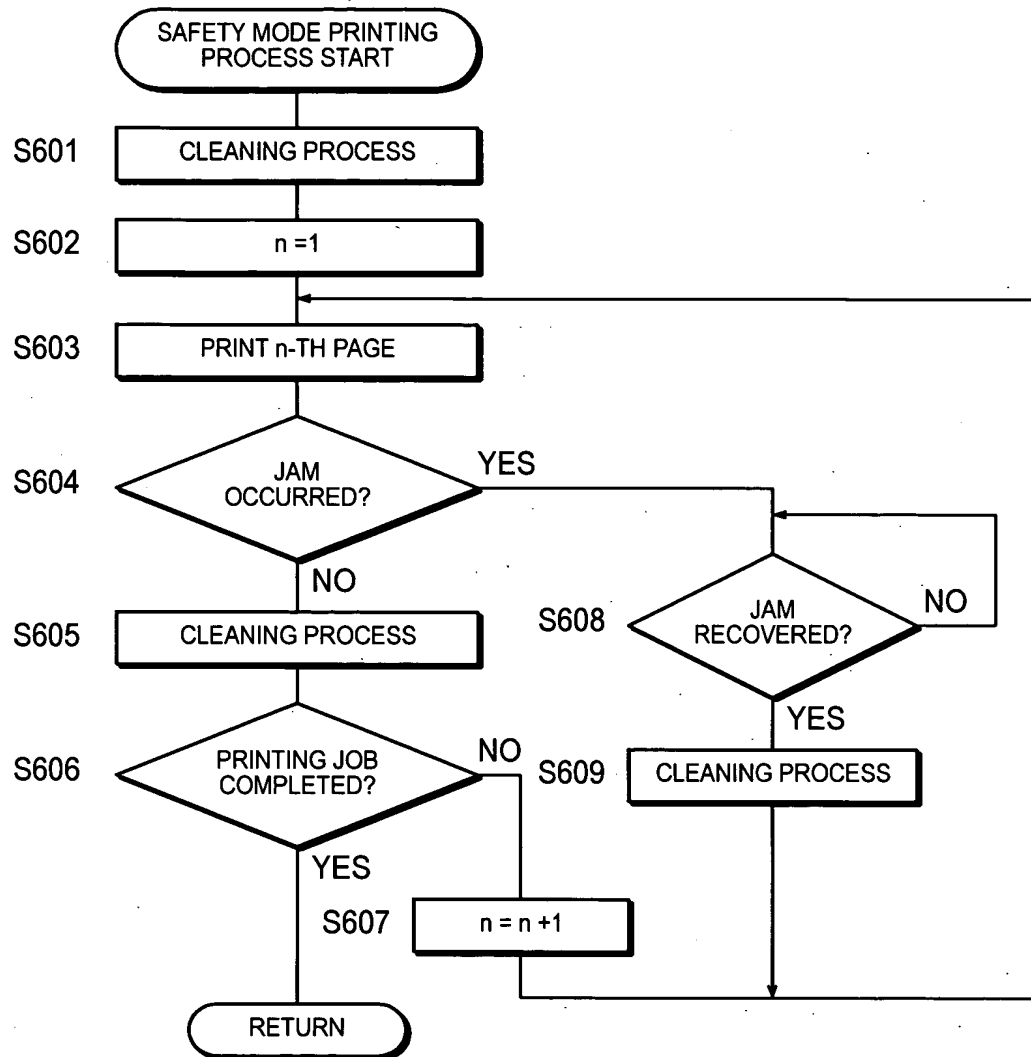 SAFETY MODE PRINTING
PROCESS START
S601
CLEANING PROCESS
S602
n =1
S603
PRINT n-TH PAGE
S604
JAM
OCCURRED?
YES
NO
S605
CLEANING PROCESS
S608
JAM
RECOVERED?
NO
YES
S606
PRINTING JOB
COMPLETED?
NO
YES
S609
CLEANING PROCESS
S607
n = n +1
RETURN